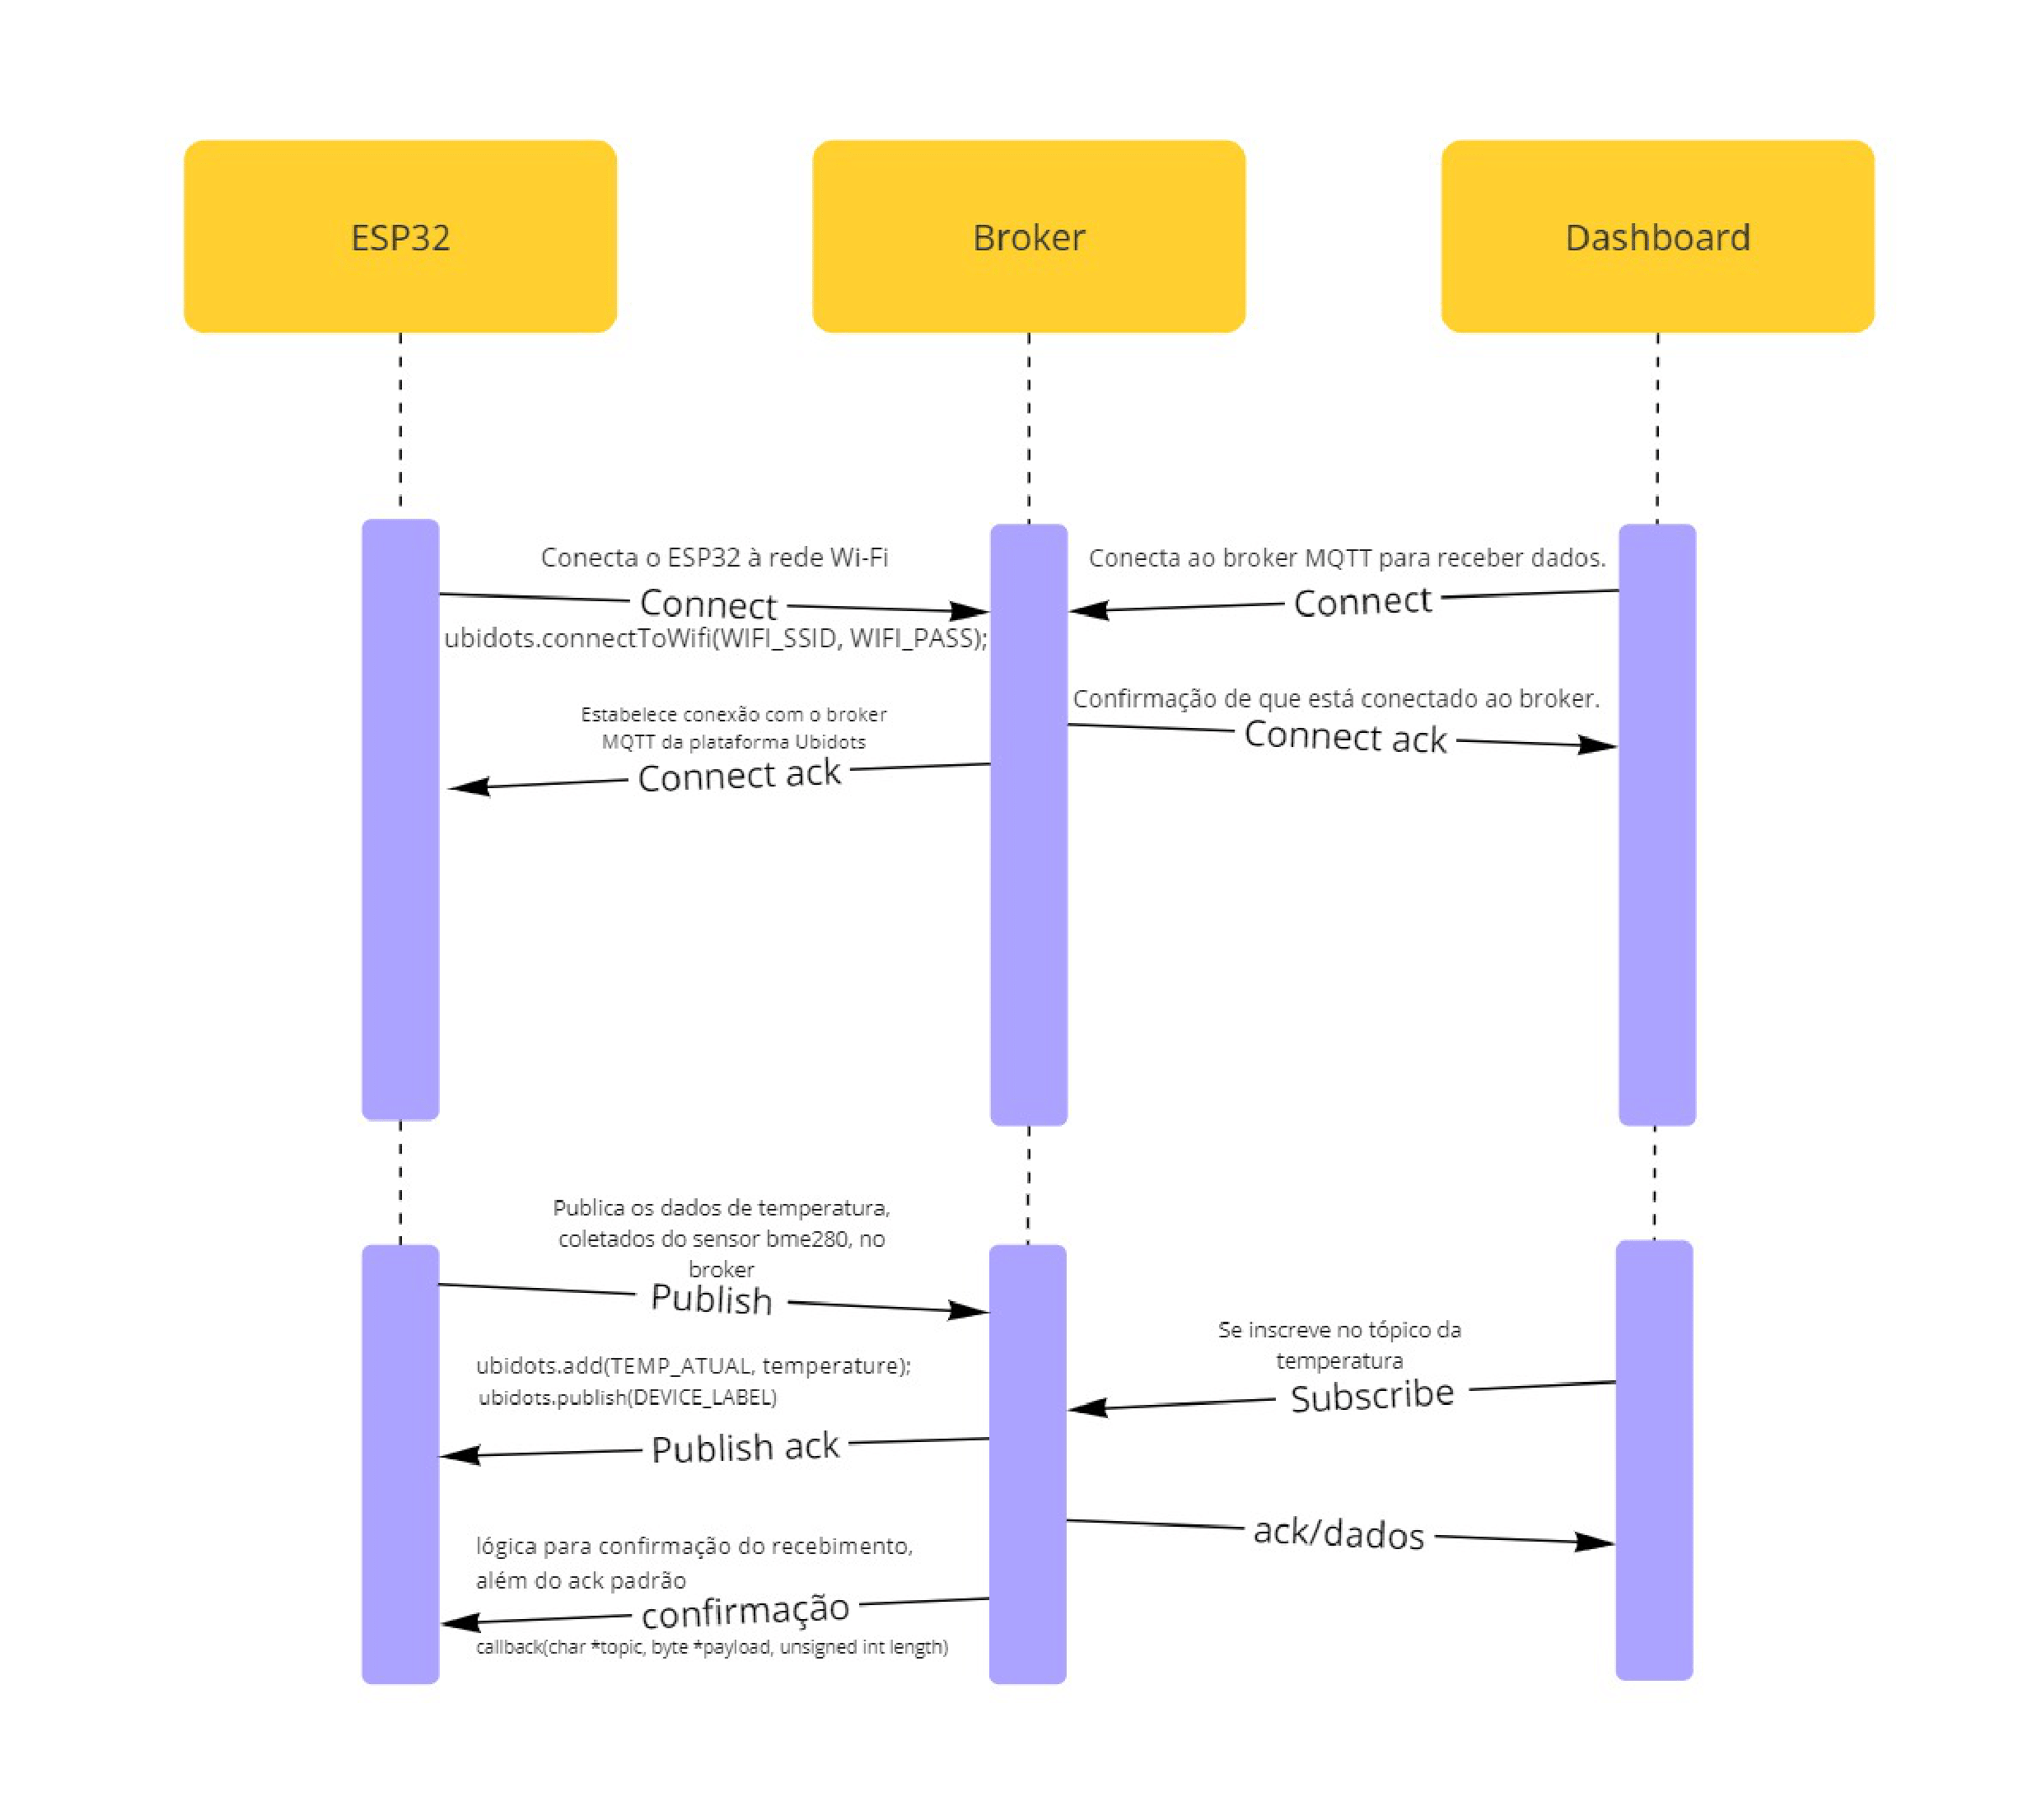 ESP32
Broker
Dashboard
Conecta o ESP32 à rede Wi-Fi
Connect
ubidots.connectToWifi(WIFI_SSID, WIFI_PASS);
Conecta ao broker MQTT para receber dados.
Connect
Estabelece conexão com o broker
MQTT da plataforma Ubidots
Connect ack
Confirmação de que está conectado ao broker.
Connect ack
Publica os dados de temperatura,
coletados do sensor bme280, no
broker
Publish
ubidots.add(TEMP_ATUAL, temperature);
ubidots.publish(DEVICE_LABEL)
Se inscreve no tópico da
temperatura
Subscribe
Publish ack
ack/dados
lógica para confirmação do recebimento,
além do ack padrão
confirmação
callback(char *topic, byte *payload, unsigned int length)